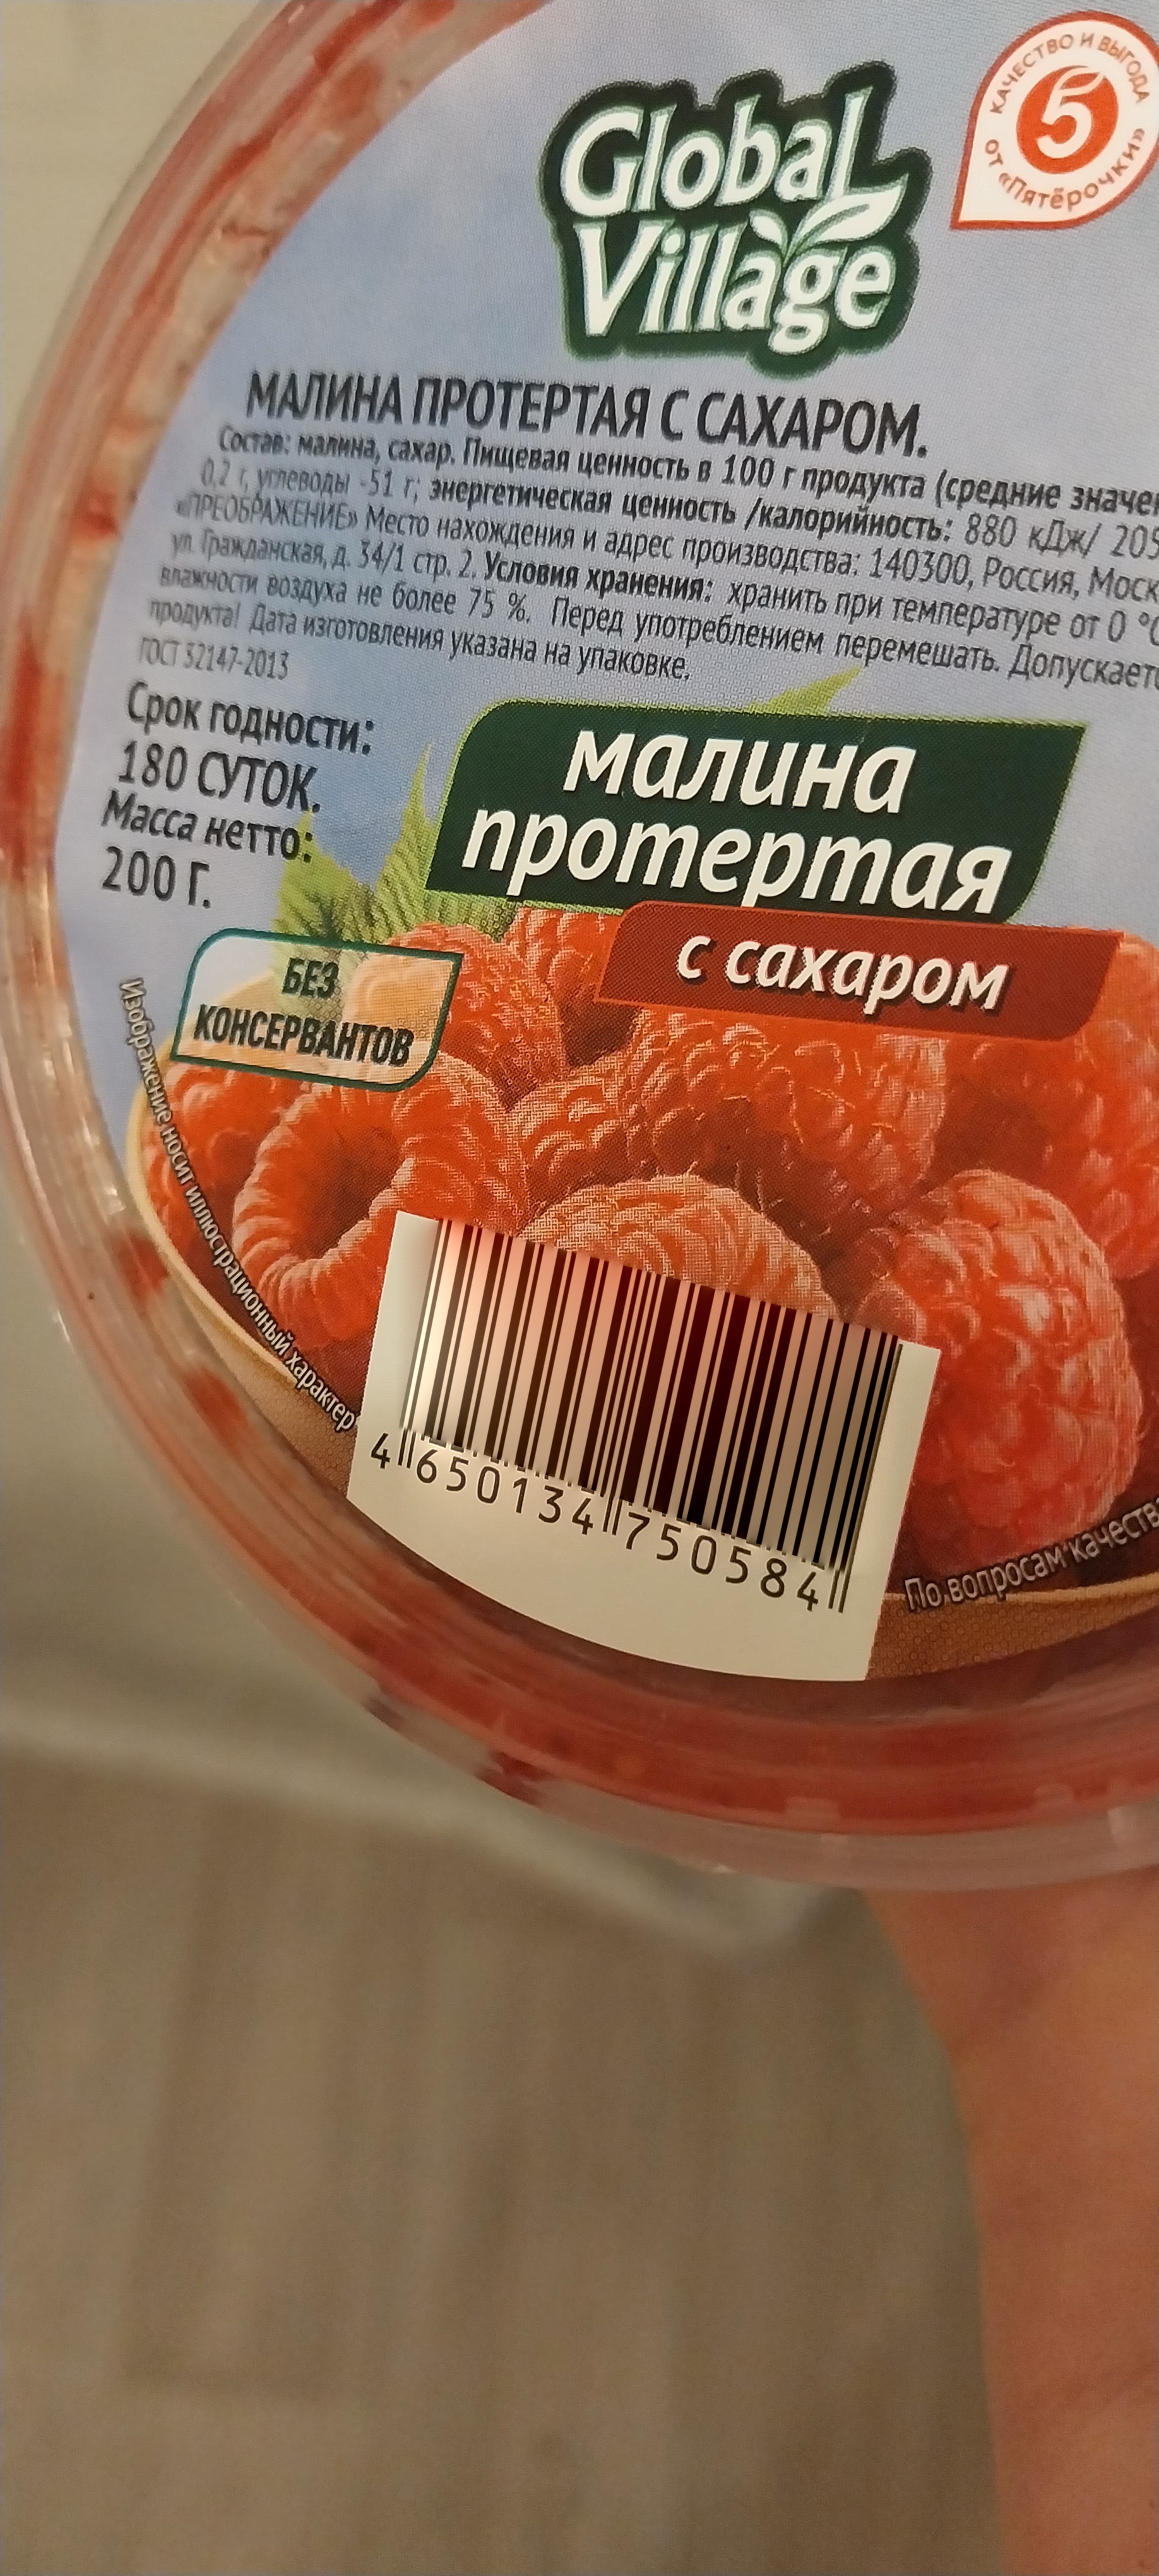 Global
Village
КАЧЕСТВО И ВЫГОДА
5
ОТ «Пятёрочки»
МАЛИНА ПРОТЕРТАЯ С САХАРОМ.
Состав: малина, сахар. Пищевая ценность в 100 г продукта (средние значен
0,2 г, углеводы -51 г; энергетическая ценность /калорийность: 880 кДж/ 205
«ПРЕОБРАЖЕНИЕ» Место нахождения и адрес производства: 140300, Россия, Моск
ул. Гражданская, д. 34/1 стр. 2. Условия хранения: хранить при температуре от 0 °С
влажности воздуха не более 75 %. Перед употреблением перемешать. Допускаетс
продукта! Дата изготовления указана на упаковке.
ГОСТ 32147-2013
Срок годности:
180 СУТОК.
Масса нетто:
200 Г.
малина
протертая
с сахаром
БЕЗ
КОНСЕРВАНТОВ
Изображение носит иллюстрационный характер
4 650134 750584
По вопросам качества